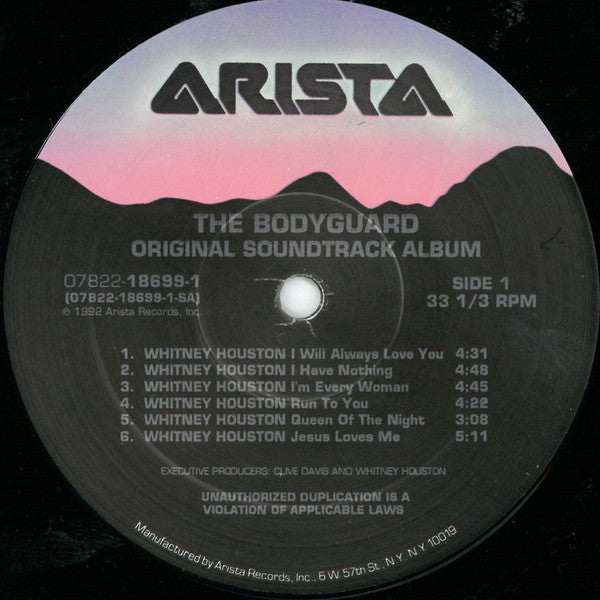 ARISTA
THE BODYGUARD
ORIGINAL SOUNDTRACK ALBUM
07822-18699-1
(07822-18699-1-SA)
℗ 1992 Arista Records, Inc.
SIDE 1
33 1/3 RPM
1. WHITNEY HOUSTON I Will Always Love You 4:31
2. WHITNEY HOUSTON I Have Nothing 4:48
3. WHITNEY HOUSTON I'm Every Woman 4:45
4. WHITNEY HOUSTON Run To You 4:22
5. WHITNEY HOUSTON Queen Of The Night 3:08
6. WHITNEY HOUSTON Jesus Loves Me 5:11
EXECUTIVE PRODUCERS: CLIVE DAVIS AND WHITNEY HOUSTON
UNAUTHORIZED DUPLICATION IS A
VIOLATION OF APPLICABLE LAWS
Manufactured by Arista Records, Inc., 6 W 57th St., N.Y. N.Y. 10019